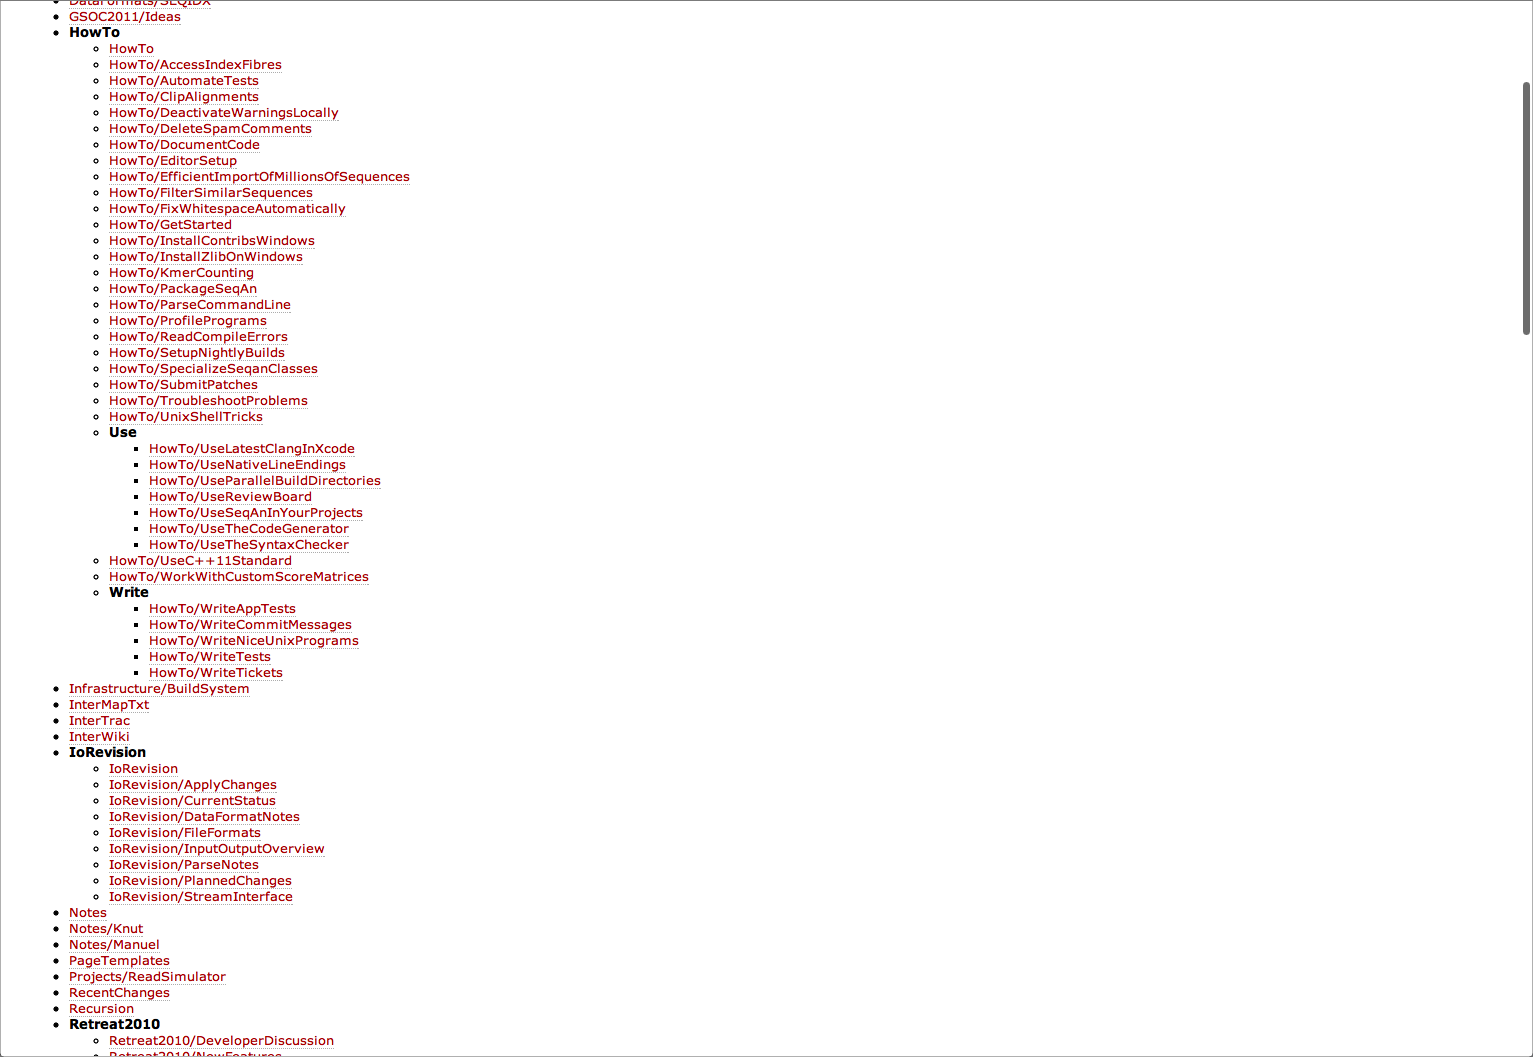 DataFormats/SEQIDX
GSOC2011/Ideas
HowTo
HowTo
HowTo/AccessIndexFibres
HowTo/AutomateTests
HowTo/ClipAlignments
HowTo/DeactivateWarningsLocally
HowTo/DeleteSpamComments
HowTo/DocumentCode
HowTo/EditorSetup
HowTo/EfficientImportOfMillionsOfSequences
HowTo/FilterSimilarSequences
HowTo/FixWhitespaceAutomatically
HowTo/GetStarted
HowTo/InstallContribsWindows
HowTo/InstallZlibOnWindows
HowTo/KmerCounting
HowTo/PackageSeqAn
HowTo/ParseCommandLine
HowTo/ProfilePrograms
HowTo/ReadCompileErrors
HowTo/SetupNightlyBuilds
HowTo/SpecializeSeqanClasses
HowTo/SubmitPatches
HowTo/TroubleshootProblems
HowTo/UnixShellTricks
Use
HowTo/UseLatestClangInXcode
HowTo/UseNativeLineEndings
HowTo/UseParallelBuildDirectories
HowTo/UseReviewBoard
HowTo/UseSeqAnInYourProjects
HowTo/UseTheCodeGenerator
HowTo/UseTheSyntaxChecker
HowTo/UseC++11Standard
HowTo/WorkWithCustomScoreMatrices
Write
HowTo/WriteAppTests
HowTo/WriteCommitMessages
HowTo/WriteNiceUnixPrograms
HowTo/WriteTests
HowTo/WriteTickets
Infrastructure/BuildSystem
InterMapTxt
InterTrac
InterWiki
IoRevision
IoRevision
IoRevision/ApplyChanges
IoRevision/CurrentStatus
IoRevision/DataFormatNotes
IoRevision/FileFormats
IoRevision/InputOutputOverview
IoRevision/ParseNotes
IoRevision/PlannedChanges
IoRevision/StreamInterface
Notes
Notes/Knut
Notes/Manuel
PageTemplates
Projects/ReadSimulator
RecentChanges
Recursion
Retreat2010
Retreat2010/DeveloperDiscussion
Retreat2010/NewFeatures